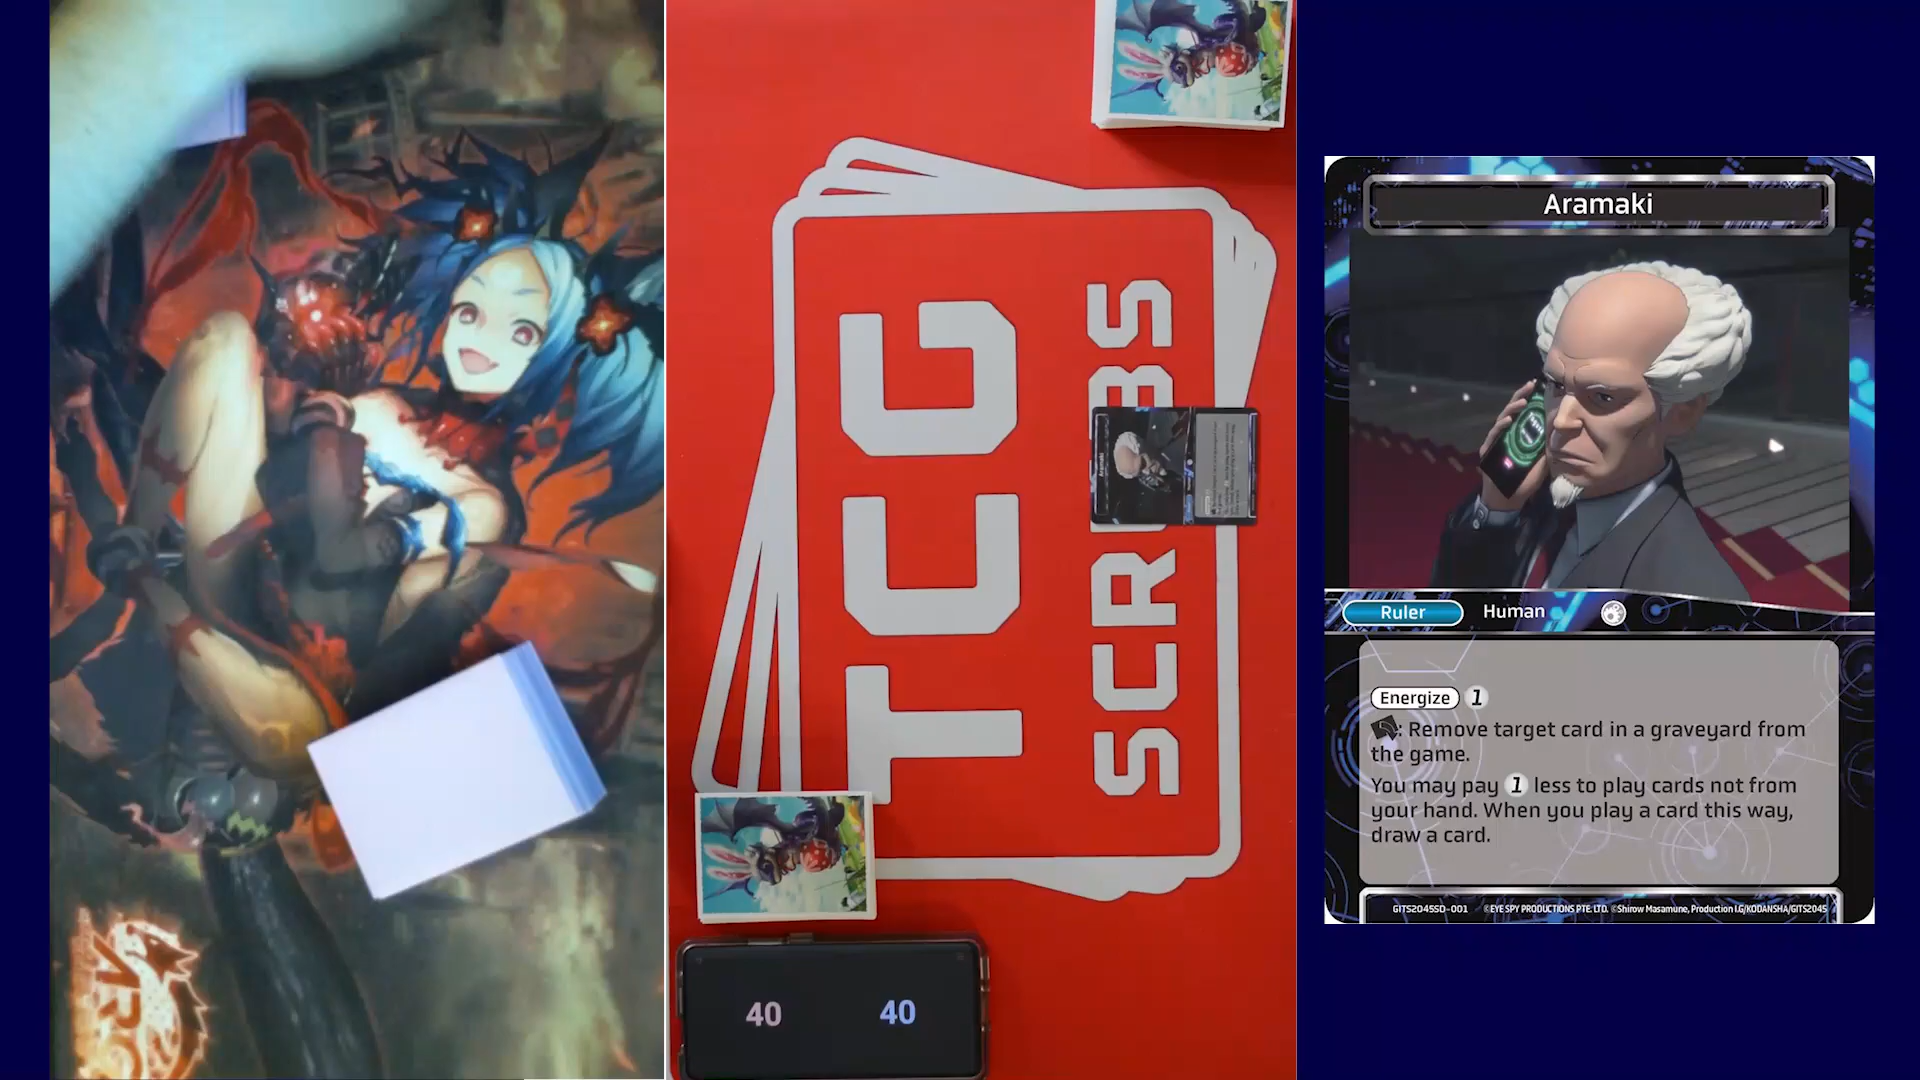 ARG
TCG
SCR BS
Aramaki
40 40
Aramaki
Ruler Human
Energize 1
: Remove target card in a graveyard from
the game.
You may pay 1 less to play cards not from
your hand. When you play a card this way,
draw a card.
GITS2045SD-001 ©EYE SPY PRODUCTIONS PTE. LTD. ©Shirow Masamune, Production I.G/KODANSHA/GITS2045